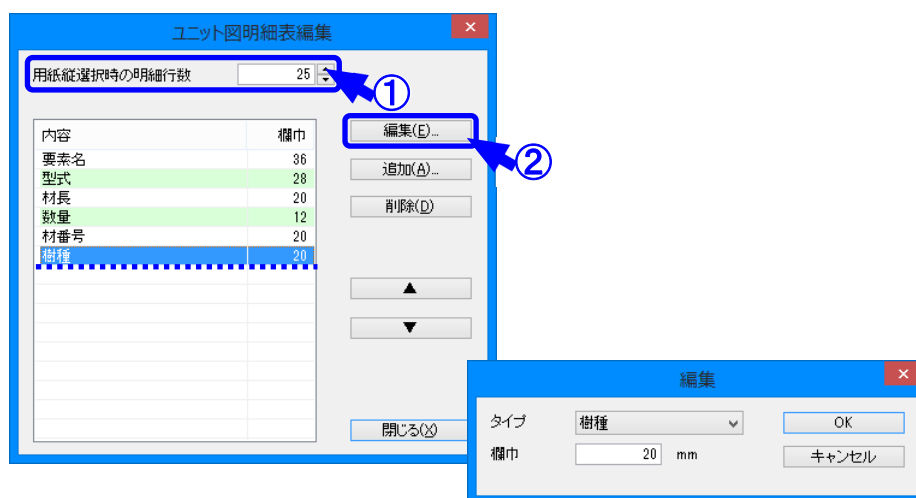 ユニット図明細表編集
用紙縦選択時の明細行数 25
①
内容 欄巾
要素名 36
型式 28
材長 20
数量 12
材番号 20
樹種 20
編集(E)...
②
追加(A)...
削除(D)
▲
▼
閉じる(X)
編集
タイプ 樹種
OK
欄巾 20 mm
キャンセル